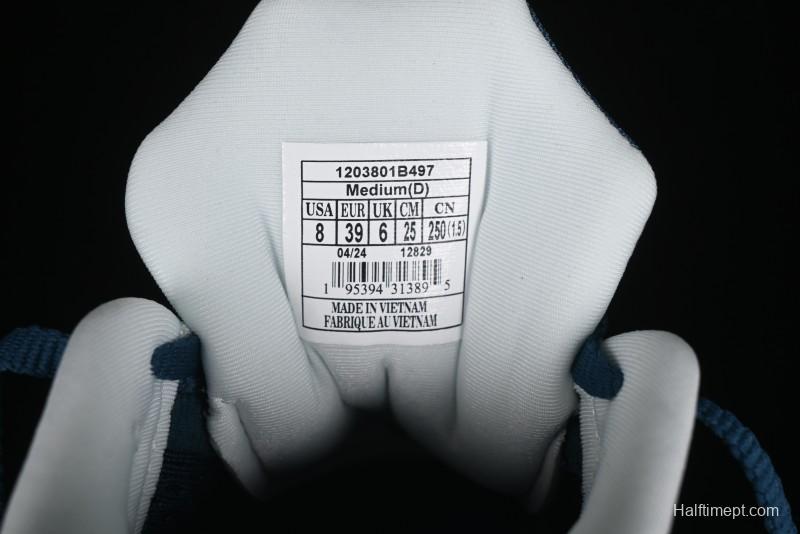 1203801B497
Medium(D)
USA EUR UK CM CN
8 39 6 25 250(1.5)
04/24 12829
1 95394 31389 5
MADE IN VIETNAM
FABRIQUE AU VIETNAM
Halftimept.com